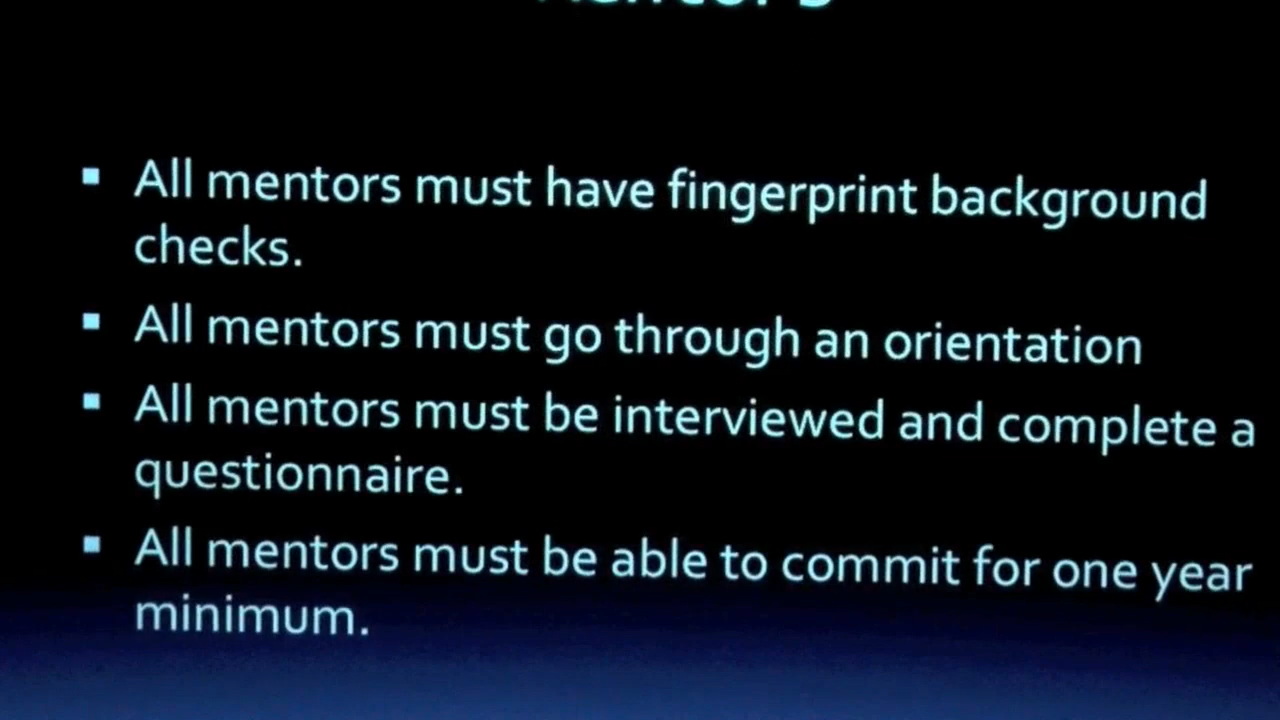 Mentors
▪ All mentors must have fingerprint background
checks.
▪ All mentors must go through an orientation
▪ All mentors must be interviewed and complete a
questionnaire.
▪ All mentors must be able to commit for one year
minimum.